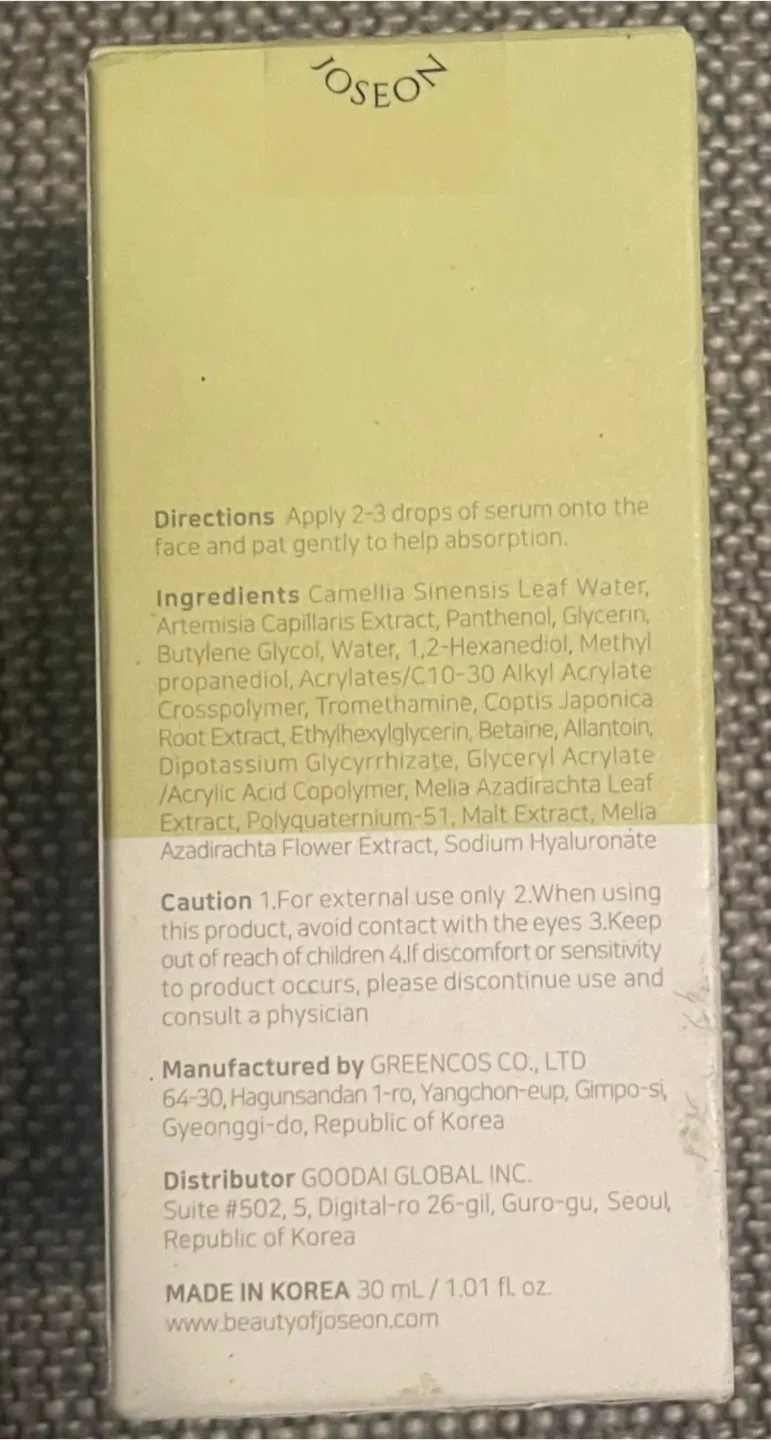 JOSEON
Directions Apply 2-3 drops of serum onto the
face and pat gently to help absorption.
Ingredients Camellia Sinensis Leaf Water,
Artemisia Capillaris Extract, Panthenol, Glycerin,
Butylene Glycol, Water, 1,2-Hexanediol, Methyl
propanediol, Acrylates/C10-30 Alkyl Acrylate
Crosspolymer, Tromethamine, Coptis Japonica
Root Extract, Ethylhexylglycerin, Betaine, Allantoin,
Dipotassium Glycyrrhizate, Glyceryl Acrylate
/Acrylic Acid Copolymer, Melia Azadirachta Leaf
Extract, Polyquaternium-51, Malt Extract, Melia
Azadirachta Flower Extract, Sodium Hyaluronate
Caution 1.For external use only 2.When using
this product, avoid contact with the eyes 3.Keep
out of reach of children 4.If discomfort or sensitivity
to product occurs, please discontinue use and
consult a physician
Manufactured by GREENCOS CO., LTD
64-30, Hagunsandan 1-ro, Yangchon-eup, Gimpo-si,
Gyeonggi-do, Republic of Korea
Distributor GOODAI GLOBAL INC.
Suite #502, 5, Digital-ro 26-gil, Guro-gu, Seoul,
Republic of Korea
MADE IN KOREA 30 mL / 1.01 fl. oz.
www.beautyofjoseon.com